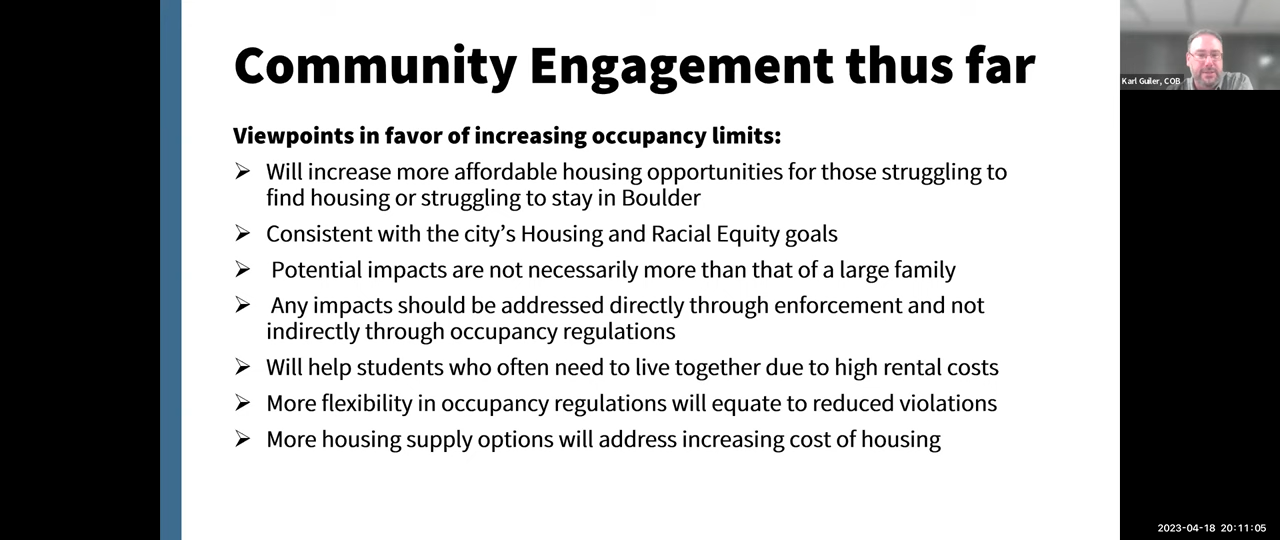 Community Engagement thus far
Karl Guiler, COB
Viewpoints in favor of increasing occupancy limits:
➢ Will increase more affordable housing opportunities for those struggling to
find housing or struggling to stay in Boulder
➢ Consistent with the city’s Housing and Racial Equity goals
➢ Potential impacts are not necessarily more than that of a large family
➢ Any impacts should be addressed directly through enforcement and not
indirectly through occupancy regulations
➢ Will help students who often need to live together due to high rental costs
➢ More flexibility in occupancy regulations will equate to reduced violations
➢ More housing supply options will address increasing cost of housing
2023-04-18 20:11:05